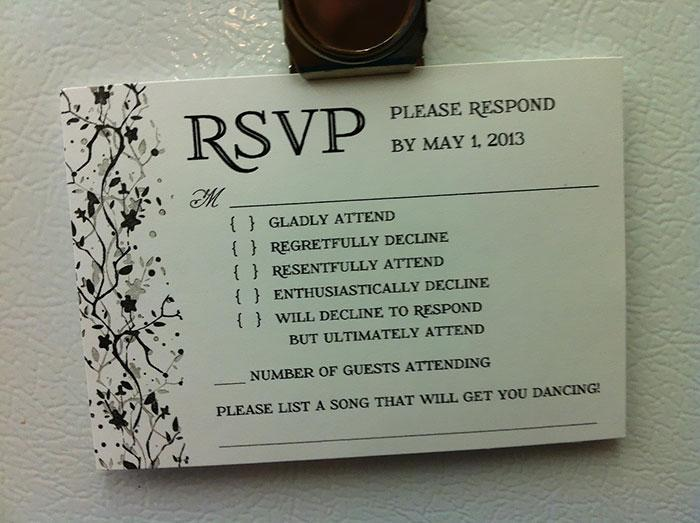 RSVP
PLEASE RESPOND
BY MAY 1, 2013
M
{ } GLADLY ATTEND
{ } REGRETFULLY DECLINE
{ } RESENTFULLY ATTEND
{ } ENTHUSIASTICALLY DECLINE
{ } WILL DECLINE TO RESPOND
BUT ULTIMATELY ATTEND
___ NUMBER OF GUESTS ATTENDING
PLEASE LIST A SONG THAT WILL GET YOU DANCING!